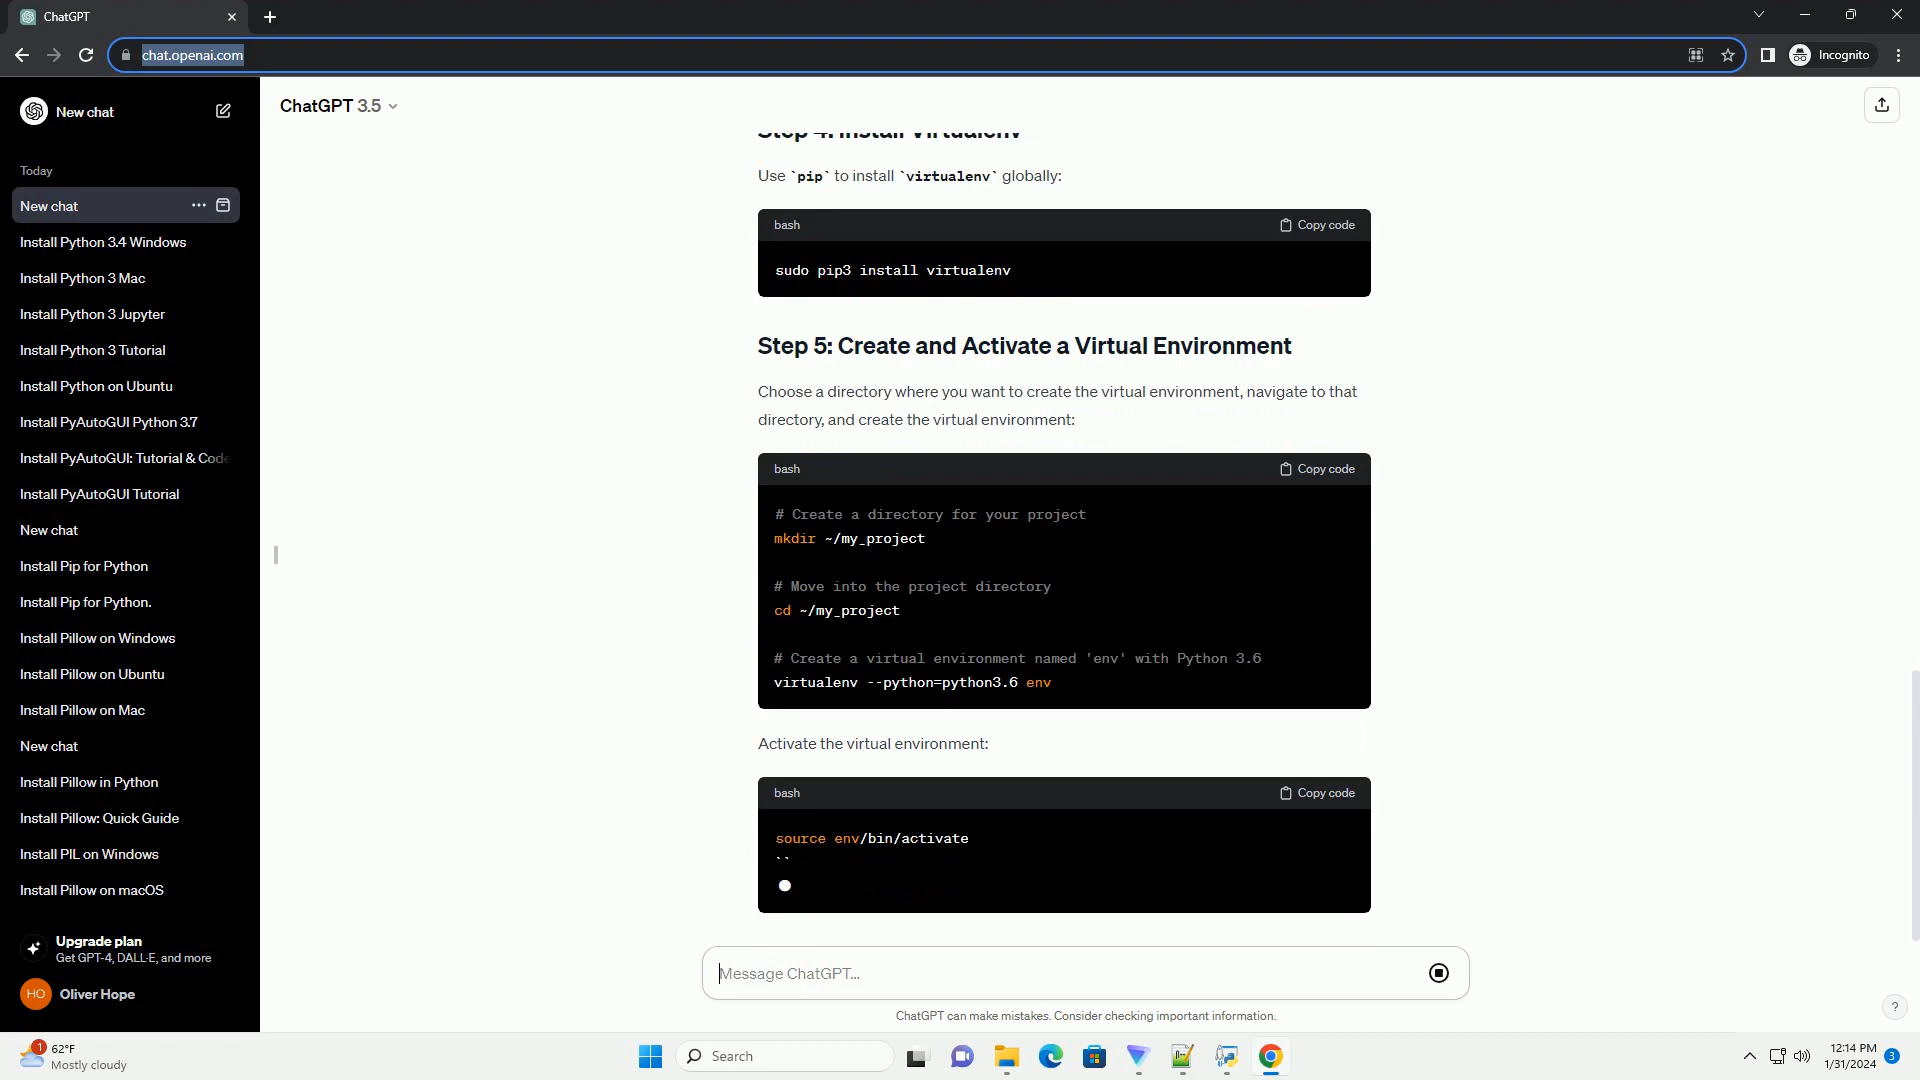 ChatGPT
chat.openai.com
Incognito
New chat
ChatGPT 3.5
Today
New chat
Install Python 3.4 Windows
Install Python 3 Mac
Install Python 3 Jupyter
Install Python 3 Tutorial
Install Python on Ubuntu
Install PyAutoGUI Python 3.7
Install PyAutoGUI: Tutorial & Code
Install PyAutoGUI Tutorial
New chat
Install Pip for Python
Install Pip for Python.
Install Pillow on Windows
Install Pillow on Ubuntu
Install Pillow on Mac
New chat
Install Pillow in Python
Install Pillow: Quick Guide
Install PIL on Windows
Install Pillow on macOS
Upgrade plan
Get GPT-4, DALL·E, and more
HO Oliver Hope
Step 4: Install Virtualenv
Use `pip` to install `virtualenv` globally:
bash Copy code
sudo pip3 install virtualenv
Step 5: Create and Activate a Virtual Environment
Choose a directory where you want to create the virtual environment, navigate to that
directory, and create the virtual environment:
bash Copy code
# Create a directory for your project
mkdir ~/my_project
# Move into the project directory
cd ~/my_project
# Create a virtual environment named 'env' with Python 3.6
virtualenv --python=python3.6 env
Activate the virtual environment:
bash Copy code
source env/bin/activate
``
Message ChatGPT...
ChatGPT can make mistakes. Consider checking important information.
?
1 62°F
Mostly cloudy
Search
12:14 PM
1/31/2024
3